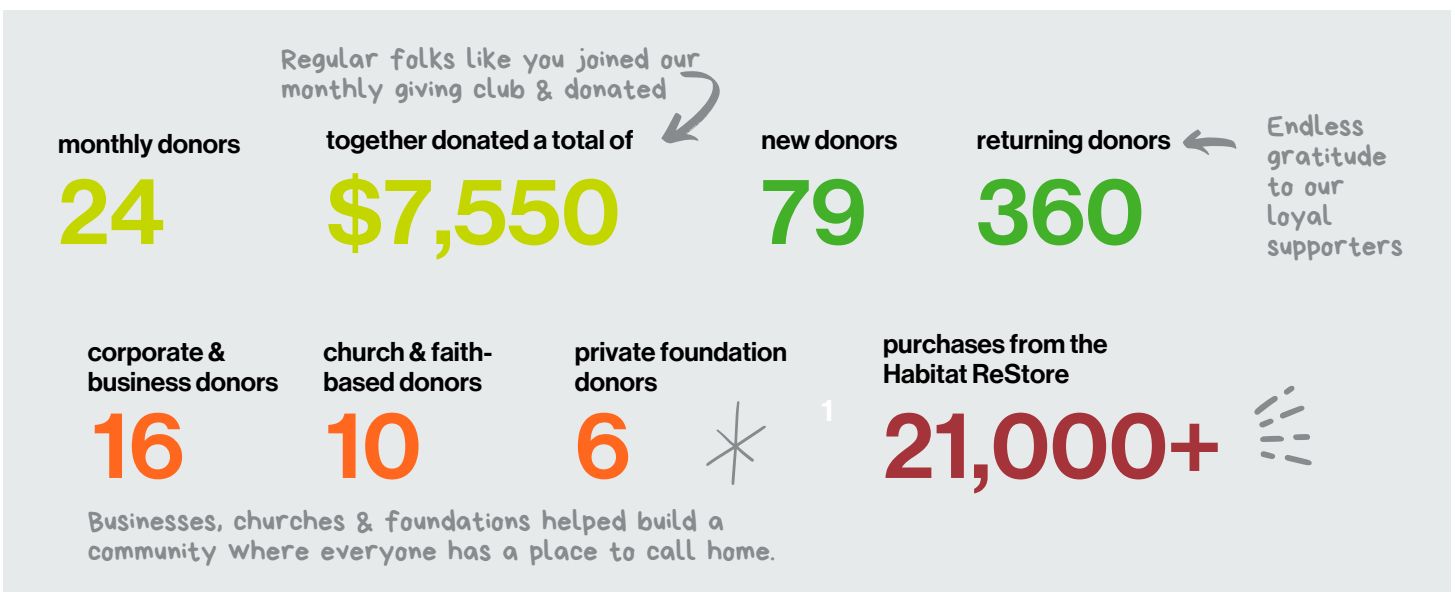 Regular folks like you joined our
monthly giving club & donated
monthly donors
24
together donated a total of
$7,550
new donors
79
returning donors
360
Endless
gratitude
to our
loyal
supporters
corporate &
business donors
16
church & faith-
based donors
10
private foundation
donors
6
1
purchases from the
Habitat ReStore
21,000+
Businesses, churches & foundations helped build a
community where everyone has a place to call home.